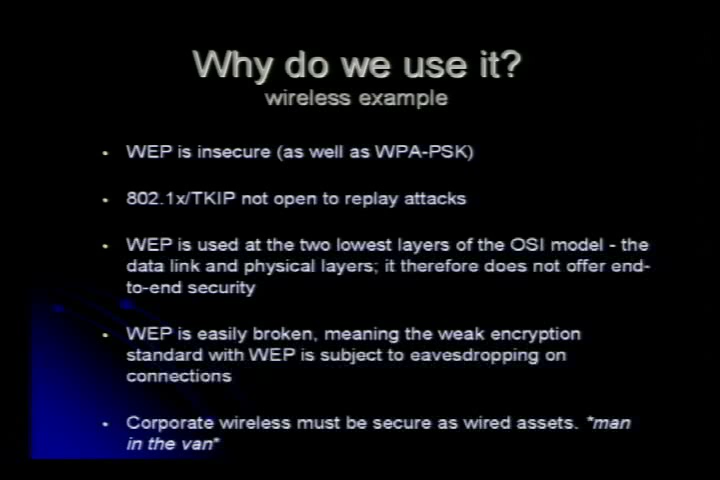 Why do we use it?
wireless example
• WEP is insecure (as well as WPA-PSK)
• 802.1x/TKIP not open to replay attacks
• WEP is used at the two lowest layers of the OSI model - the
data link and physical layers; it therefore does not offer end-
to-end security
• WEP is easily broken, meaning the weak encryption
standard with WEP is subject to eavesdropping on
connections
• Corporate wireless must be secure as wired assets. *man
in the van*